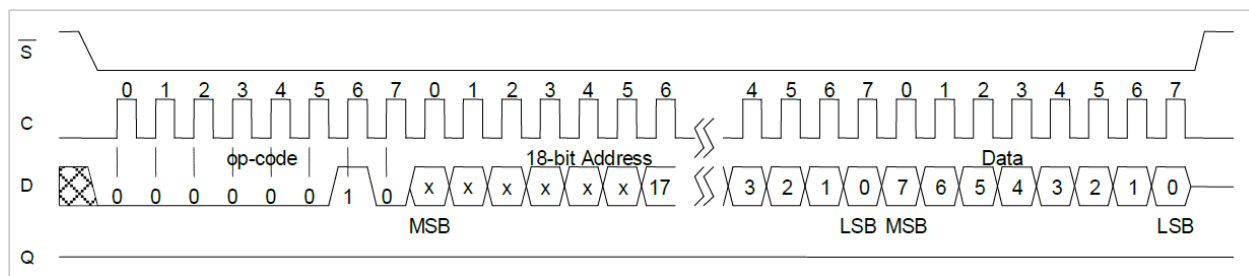 S
0 1 2 3 4 5 6 7 0 1 2 3 4 5 6 4 5 6 7 0 1 2 3 4 5 6 7
C
op-code 18-bit Address Data
D 0 0 0 0 0 0 1 0 x x x x x x 17 3 2 1 0 7 6 5 4 3 2 1 0
MSB LSB MSB LSB
Q